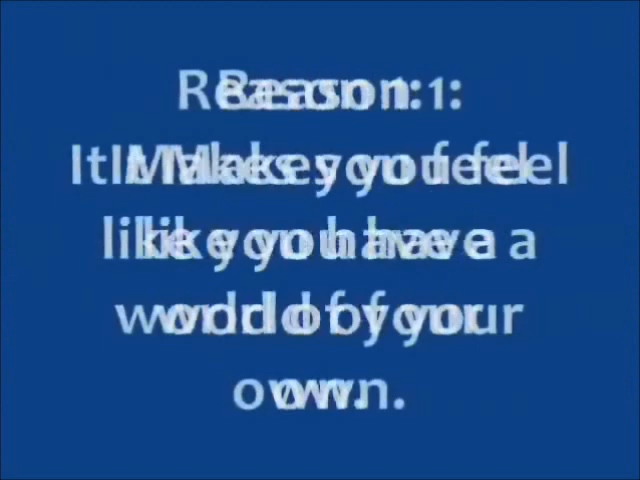 Reason 1:
It Makes you feel
like you have a
world of your
own.